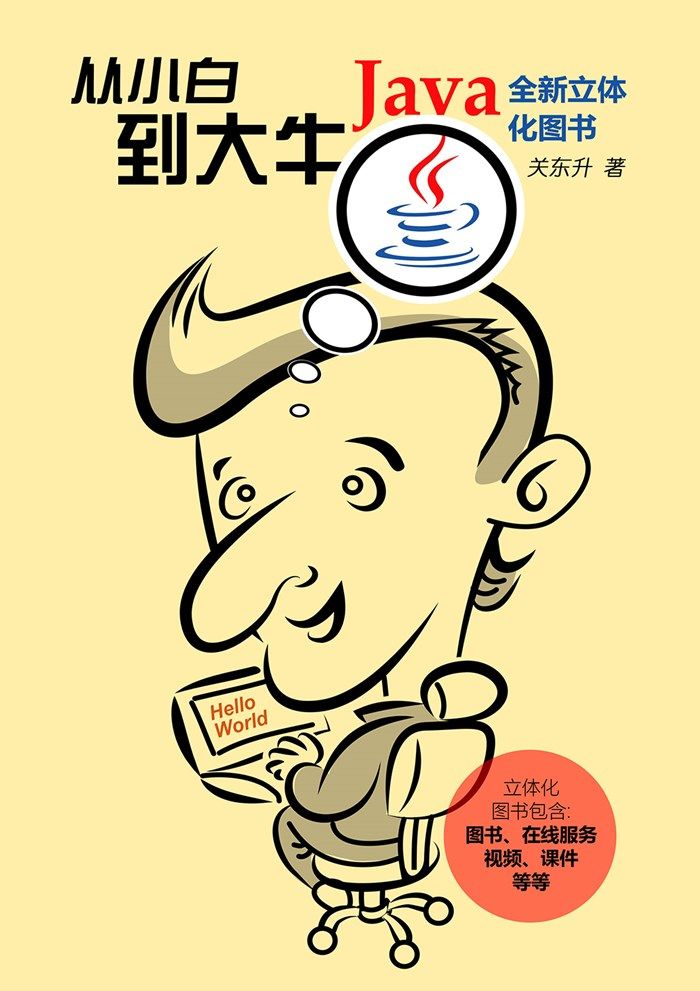 从小白
到大牛
Java
全新立体
化图书
关东升 著
Hello
World
立体化
图书包含:
图书、在线服务
视频、课件
等等